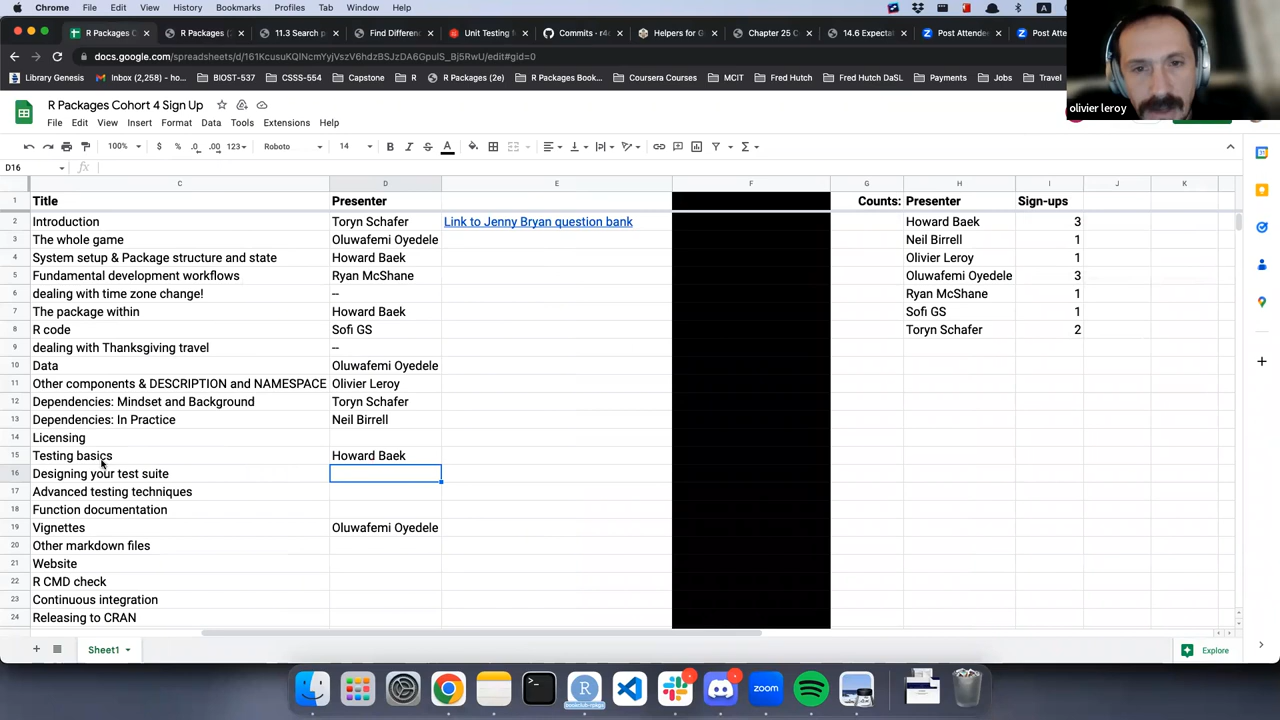 Chrome File Edit View History Bookmarks Profiles Tab Window Help
R Packages C
R Packages (2
11.3 Search p
Find Differenc
Unit Testing f
Commits · r4d
Helpers for G
Chapter 25 C
14.6 Expectat
Post Attende
Post Attende
docs.google.com/spreadsheets/d/161KcusuKQINcmYyjVszV6hdzBSJzDA6GpulS_Bj5RwU/edit#gid=0
Library Genesis
Inbox (2,258) - ho...
BIOST-537
CSSS-554
Capstone
R
R Packages (2e)
R Packages Book...
Coursera Courses
MCIT
Fred Hutch
Fred Hutch DaSL
Payments
Jobs
Travel
olivier leroy
R Packages Cohort 4 Sign Up
File Edit View Insert Format Data Tools Extensions Help
100% $ % .0 .00 123 Roboto 14 B I S A
D16 fx
C D E F G H I J K
1 Title Presenter Counts: Presenter Sign-ups
2 Introduction Toryn Schafer Link to Jenny Bryan question bank Howard Baek 3
3 The whole game Oluwafemi Oyedele Neil Birrell 1
4 System setup & Package structure and state Howard Baek Olivier Leroy 1
5 Fundamental development workflows Ryan McShane Oluwafemi Oyedele 3
6 dealing with time zone change! -- Ryan McShane 1
7 The package within Howard Baek Sofi GS 1
8 R code Sofi GS Toryn Schafer 2
9 dealing with Thanksgiving travel --
10 Data Oluwafemi Oyedele
11 Other components & DESCRIPTION and NAMESPACE Olivier Leroy
12 Dependencies: Mindset and Background Toryn Schafer
13 Dependencies: In Practice Neil Birrell
14 Licensing
15 Testing basics Howard Baek
16 Designing your test suite
17 Advanced testing techniques
18 Function documentation
19 Vignettes Oluwafemi Oyedele
20 Other markdown files
21 Website
22 R CMD check
23 Continuous integration
24 Releasing to CRAN
Sheet1
Explore
zoom